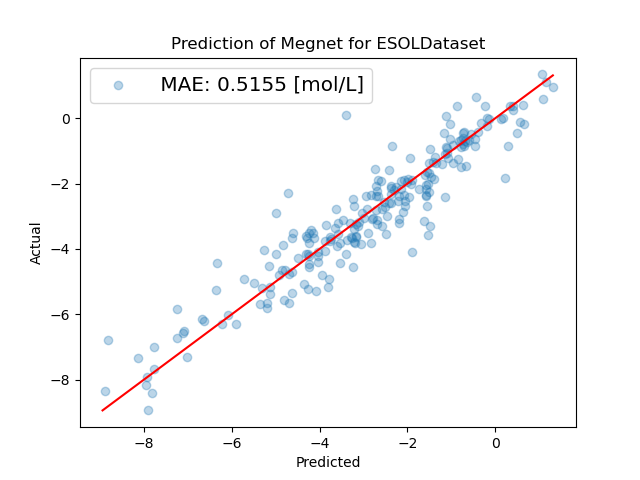 Prediction of Megnet for ESOLDataset
MAE: 0.5155 [mol/L]
Actual
0
−2
−4
−6
−8
−8 −6 −4 −2 0
Predicted